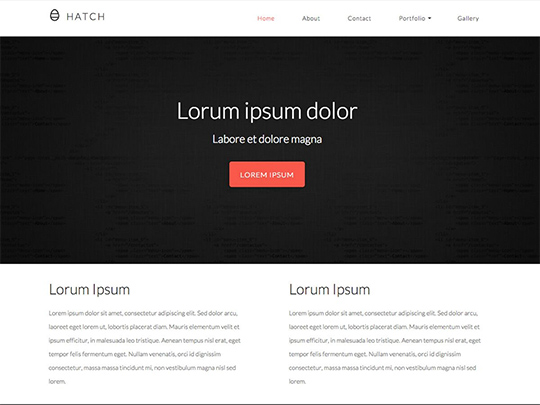 HATCH
Home About Contact Portfolio Gallery
Lorum ipsum dolor
Labore et dolore magna
LOREM IPSUM
Lorum Ipsum
Lorem ipsum dolor sit amet, consectetur adipiscing elit. Sed dolor arcu,
laoreet eget lorem ut, lobortis placerat diam. Mauris elementum velit et
ipsum efficitur, in malesuada leo tristique. Aenean tempus nisl erat, eget
tempor felis fermentum eget. Nullam venenatis, orci id dignissim
consectetur, massa massa tincidunt mi, non vestibulum magna nisl sed
lorem.
Lorum Ipsum
Lorem ipsum dolor sit amet, consectetur adipiscing elit. Sed dolor arcu,
laoreet eget lorem ut, lobortis placerat diam. Mauris elementum velit et
ipsum efficitur, in malesuada leo tristique. Aenean tempus nisl erat, eget
tempor felis fermentum eget. Nullam venenatis, orci id dignissim
consectetur, massa massa tincidunt mi, non vestibulum magna nisl sed
lorem.